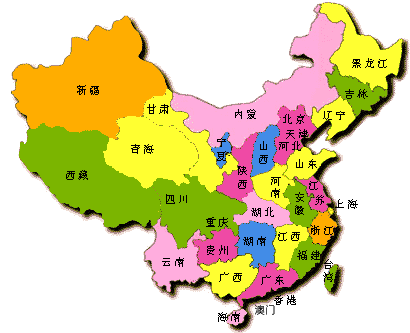 黑龙江
吉林
辽宁
新疆
甘肃
内蒙
北京
天津
河北
宁夏
山西
青海
陕西
山东
河南
西藏
四川
江苏
安徽
上海
重庆
湖北
浙江
云南
贵州
湖南
江西
福建
台湾
广西
广东
香港
澳门
海南